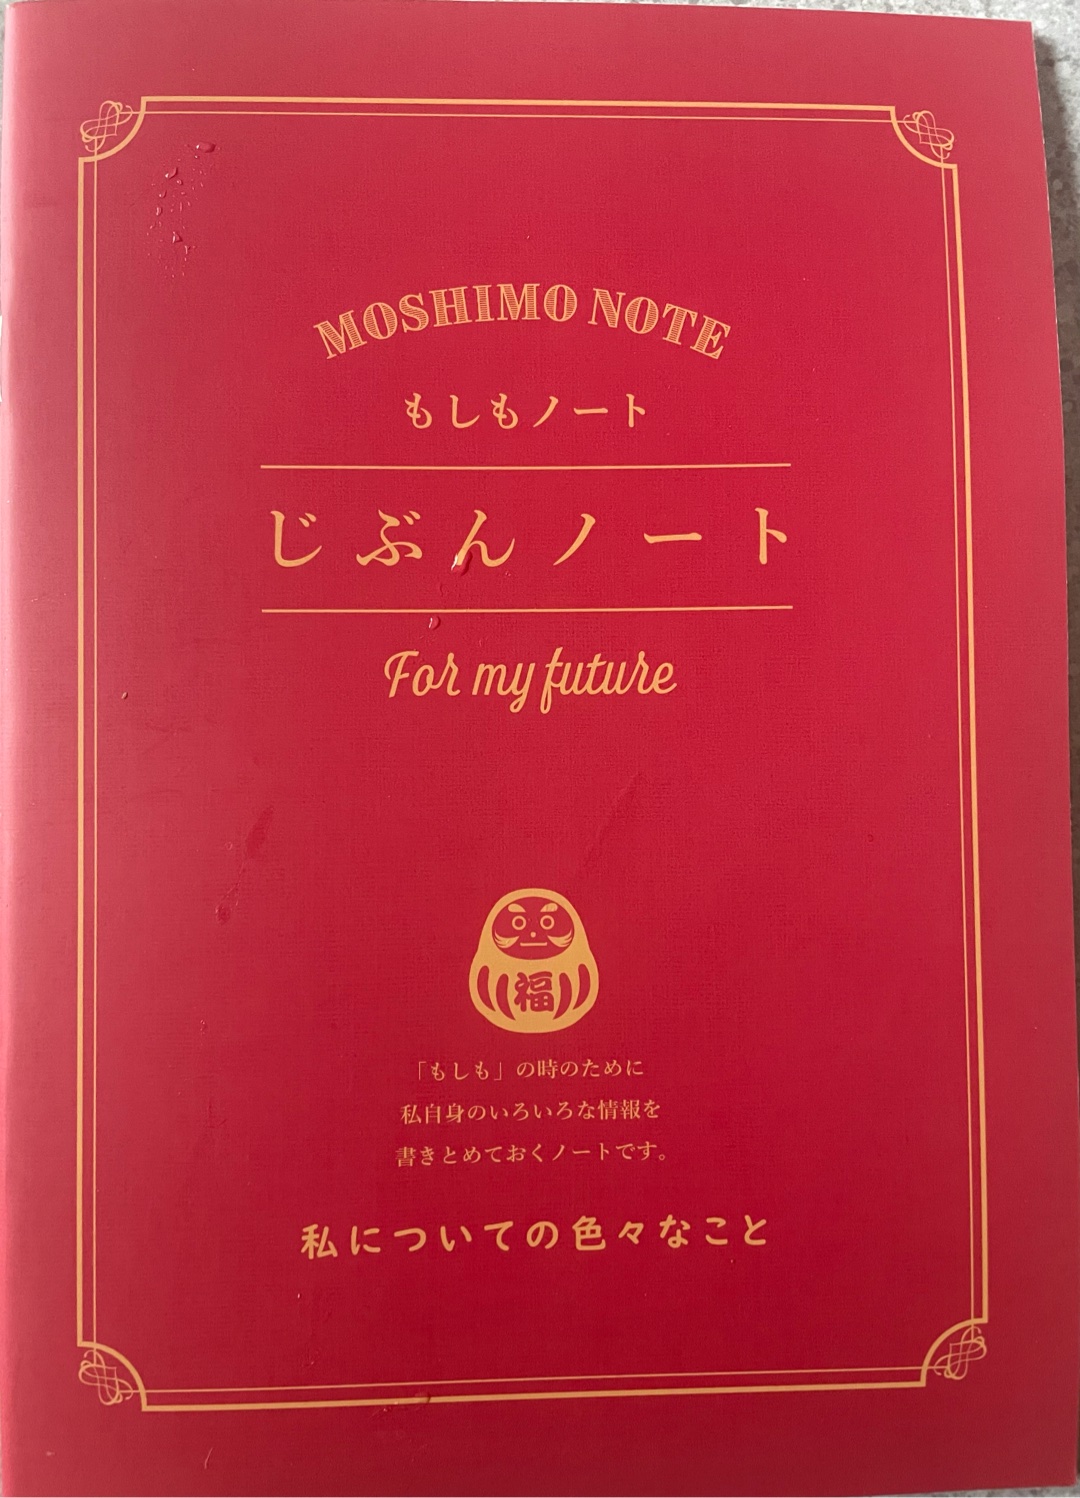 MOSHIMO NOTE
もしもノート
じぶんノート
For my future
福
「もしも」の時のために
私自身のいろいろな情報を
書きとめておくノートです。
私についての色々なこと